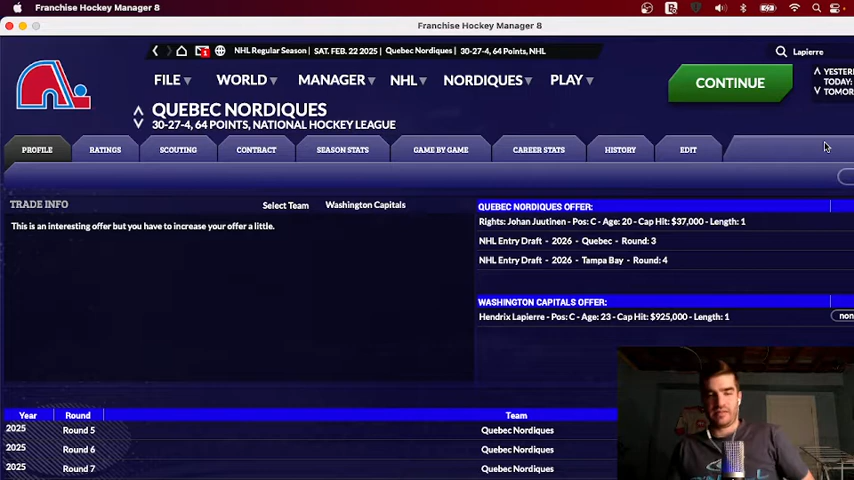 Franchise Hockey Manager 8
Franchise Hockey Manager 8
NHL Regular Season | SAT. FEB. 22 2025 | Quebec Nordiques | 30-27-4, 64 Points, NHL
Lapierre
FILE WORLD MANAGER NHL NORDIQUES PLAY
CONTINUE
YESTER
TODAY:
TOMOR
QUEBEC NORDIQUES
30-27-4, 64 POINTS, NATIONAL HOCKEY LEAGUE
PROFILE RATINGS SCOUTING CONTRACT SEASON STATS GAME BY GAME CAREER STATS HISTORY EDIT
TRADE INFO Select Team Washington Capitals
This is an interesting offer but you have to increase your offer a little.
QUEBEC NORDIQUES OFFER:
Rights: Johan Juutinen - Pos: C - Age: 20 - Cap Hit: $37,000 - Length: 1
NHL Entry Draft - 2026 - Quebec - Round: 3
NHL Entry Draft - 2026 - Tampa Bay - Round: 4
WASHINGTON CAPITALS OFFER:
Hendrix Lapierre - Pos: C - Age: 23 - Cap Hit: $925,000 - Length: 1
non
Year Round Team
2025 Round 5 Quebec Nordiques
2025 Round 6 Quebec Nordiques
2025 Round 7 Quebec Nordiques